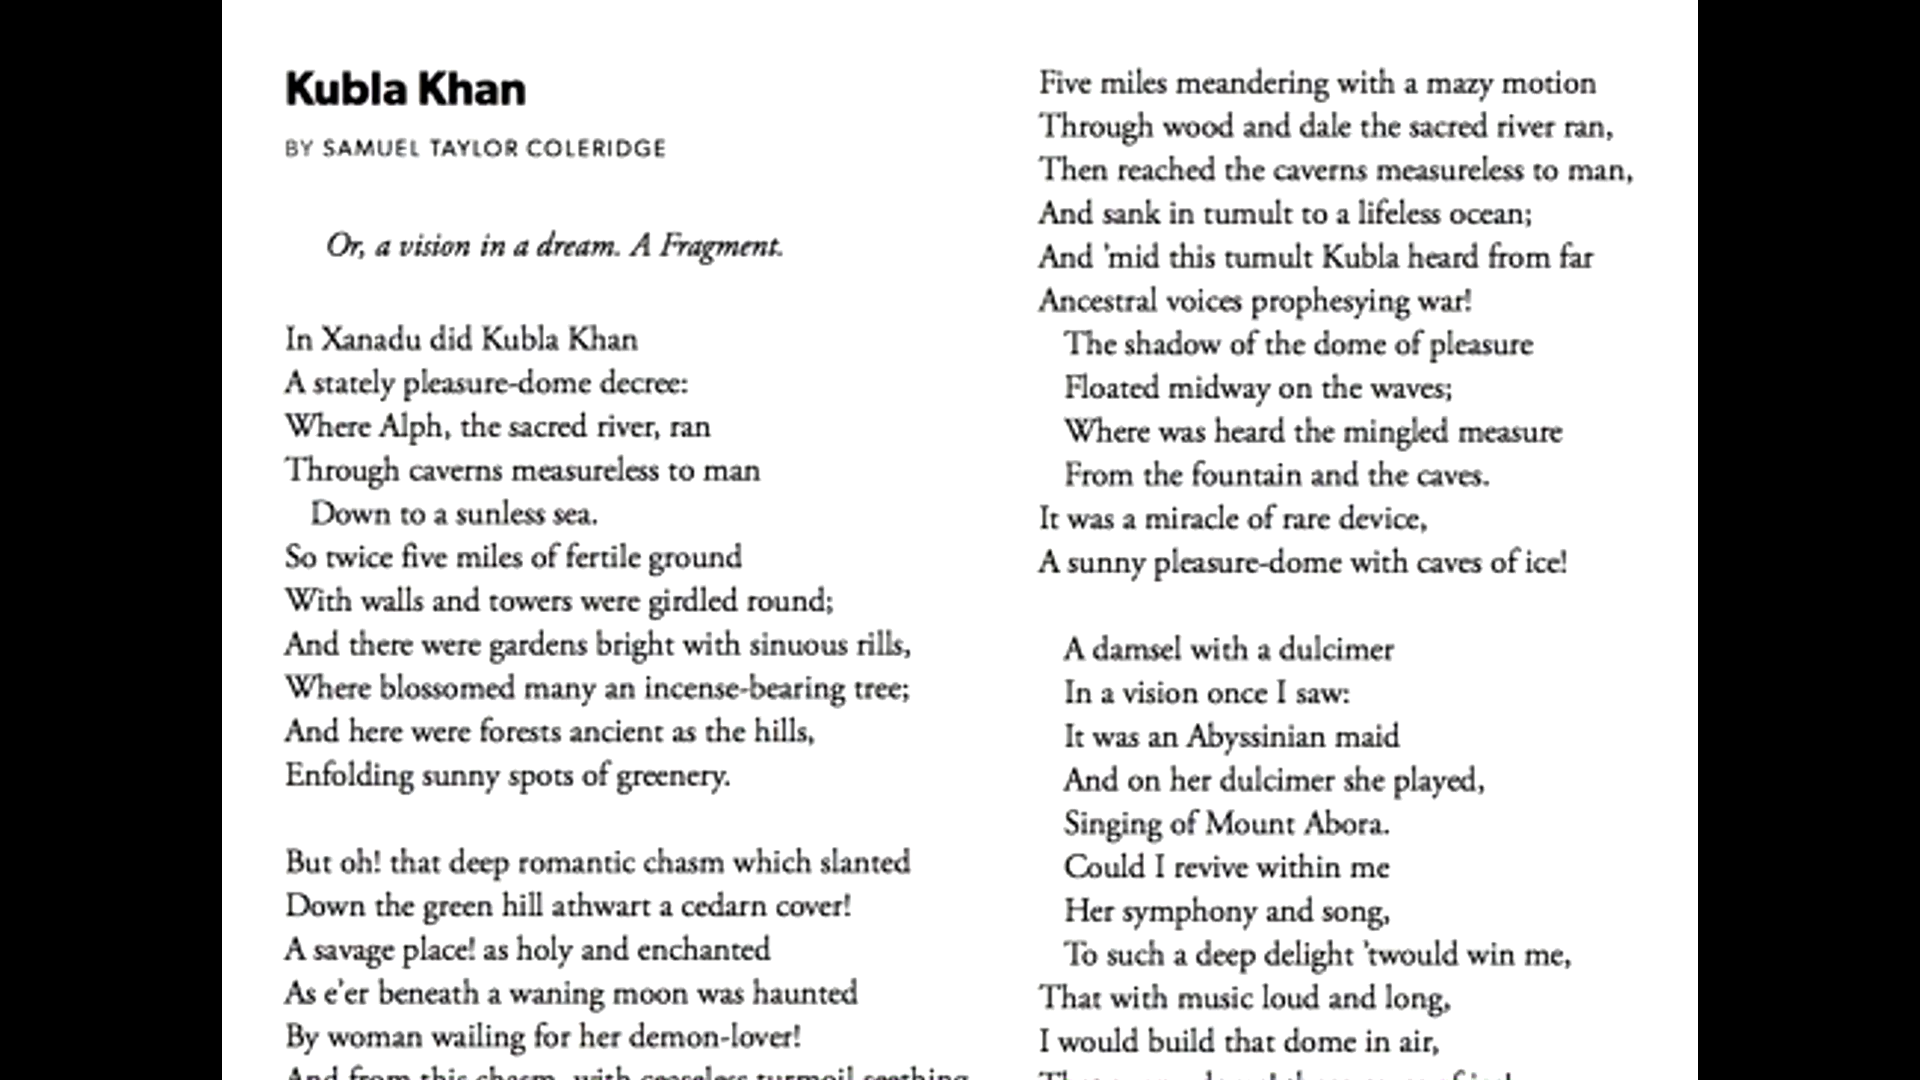 Kubla Khan
BY SAMUEL TAYLOR COLERIDGE
Or, a vision in a dream. A Fragment.
In Xanadu did Kubla Khan
A stately pleasure-dome decree:
Where Alph, the sacred river, ran
Through caverns measureless to man
Down to a sunless sea.
So twice five miles of fertile ground
With walls and towers were girdled round;
And there were gardens bright with sinuous rills,
Where blossomed many an incense-bearing tree;
And here were forests ancient as the hills,
Enfolding sunny spots of greenery.
But oh! that deep romantic chasm which slanted
Down the green hill athwart a cedarn cover!
A savage place! as holy and enchanted
As e'er beneath a waning moon was haunted
By woman wailing for her demon-lover!
And from this chasm, with ceaseless turmoil seething,
Five miles meandering with a mazy motion
Through wood and dale the sacred river ran,
Then reached the caverns measureless to man,
And sank in tumult to a lifeless ocean;
And 'mid this tumult Kubla heard from far
Ancestral voices prophesying war!
The shadow of the dome of pleasure
Floated midway on the waves;
Where was heard the mingled measure
From the fountain and the caves.
It was a miracle of rare device,
A sunny pleasure-dome with caves of ice!
A damsel with a dulcimer
In a vision once I saw:
It was an Abyssinian maid
And on her dulcimer she played,
Singing of Mount Abora.
Could I revive within me
Her symphony and song,
To such a deep delight 'twould win me,
That with music loud and long,
I would build that dome in air,